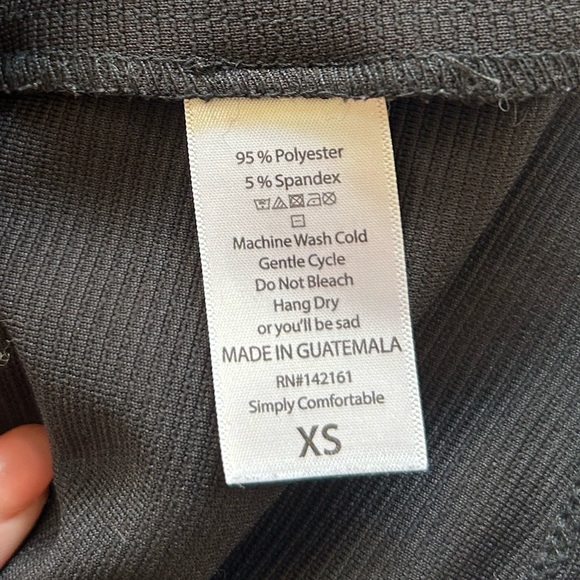 95 % Polyester
5 % Spandex
Machine Wash Cold
Gentle Cycle
Do Not Bleach
Hang Dry
or you'll be sad
MADE IN GUATEMALA
RN#142161
Simply Comfortable
XS